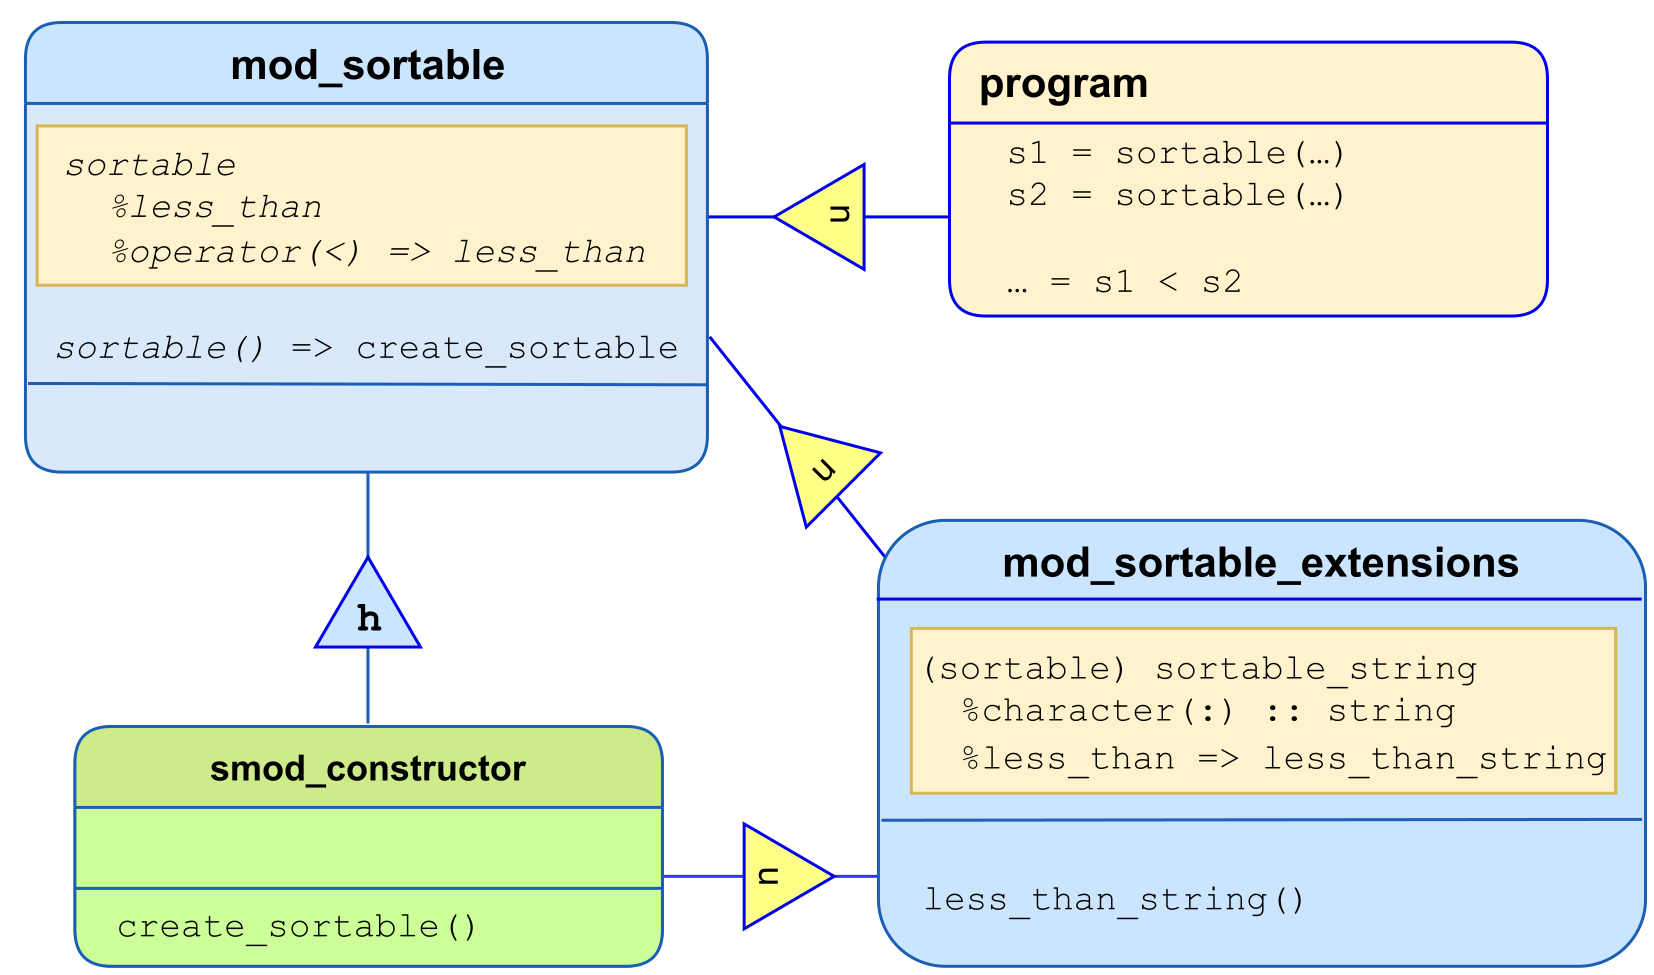 mod_sortable
sortable
%less_than
%operator(<) => less_than
sortable() => create_sortable
program
s1 = sortable(…)
s2 = sortable(…)
… = s1 < s2
u
u
h
mod_sortable_extensions
(sortable) sortable_string
%character(:) :: string
%less_than => less_than_string
less_than_string()
smod_constructor
create_sortable()
u